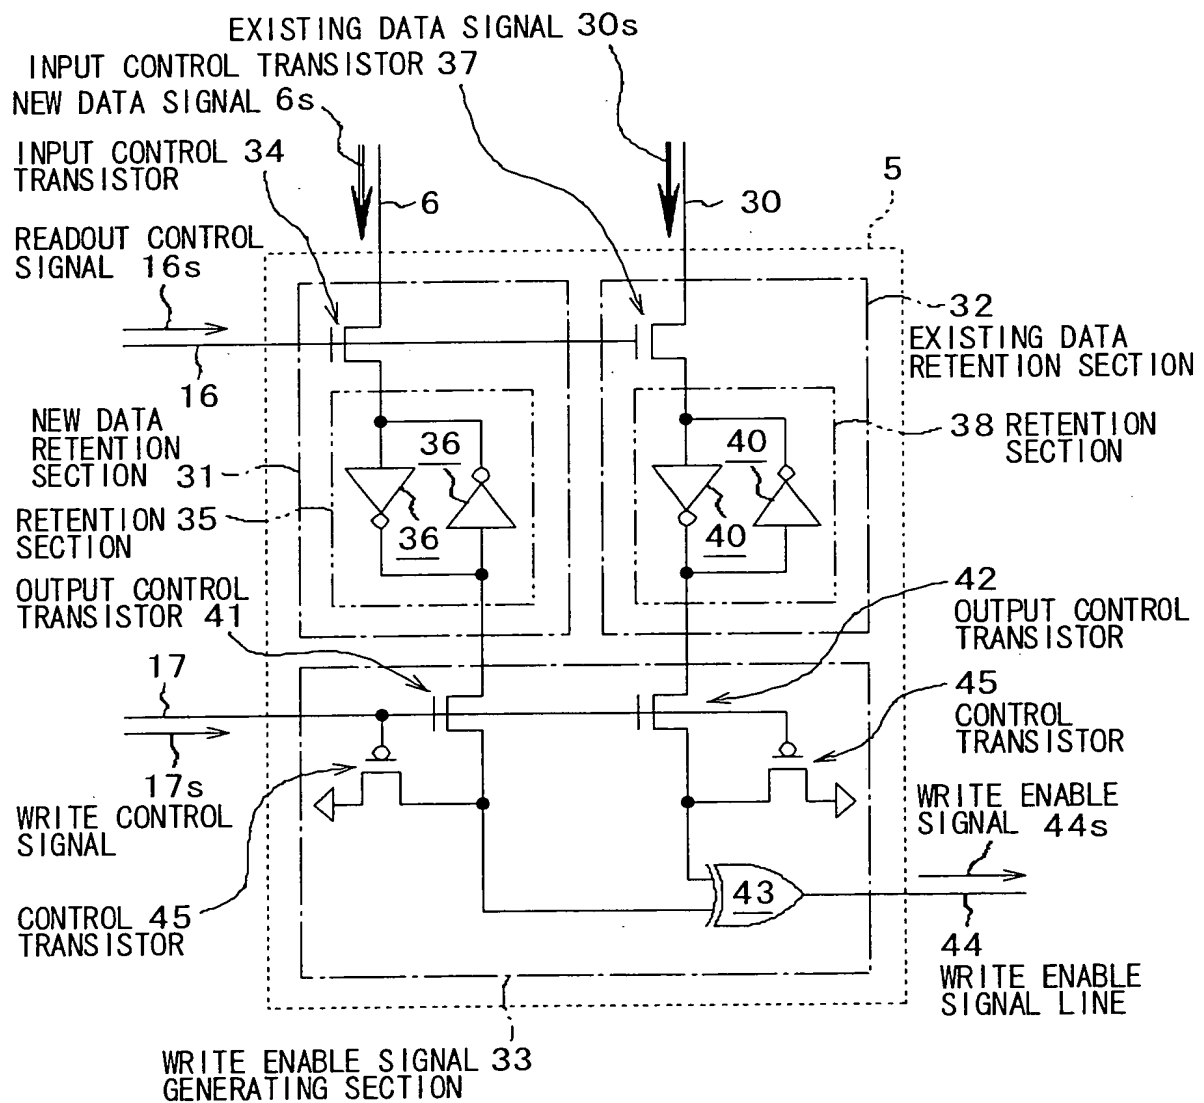 EXISTING DATA SIGNAL 30s
INPUT CONTROL TRANSISTOR 37
NEW DATA SIGNAL 6s
INPUT CONTROL 34
TRANSISTOR
5
6
30
READOUT CONTROL
SIGNAL 16s
32
EXISTING DATA
RETENTION SECTION
16
NEW DATA
RETENTION
SECTION 31
36
40
38 RETENTION
SECTION
RETENTION 35
SECTION
36
40
OUTPUT CONTROL
TRANSISTOR 41
42
OUTPUT CONTROL
TRANSISTOR
17
45
CONTROL
TRANSISTOR
17s
WRITE CONTROL
SIGNAL
WRITE ENABLE
SIGNAL 44s
43
CONTROL 45
TRANSISTOR
44
WRITE ENABLE
SIGNAL LINE
WRITE ENABLE SIGNAL 33
GENERATING SECTION